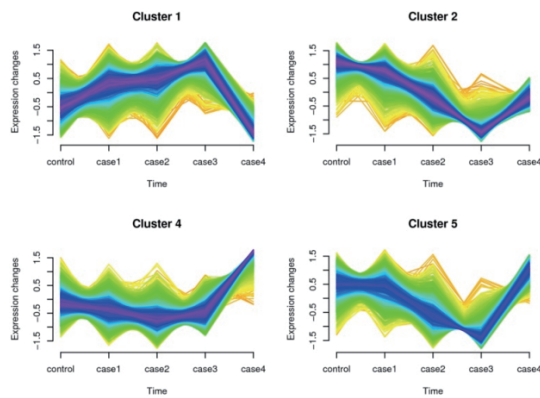 Cluster 1
Expression changes
1.5
0.5
−0.5
−1.5
control case1 case2 case3 case4
Time
Cluster 2
Expression changes
1.5
0.5
−0.5
−1.5
control case1 case2 case3 case4
Time
Cluster 4
Expression changes
1.5
0.5
−0.5
−1.5
control case1 case2 case3 case4
Time
Cluster 5
Expression changes
1.5
0.5
−0.5
−1.5
control case1 case2 case3 case4
Time